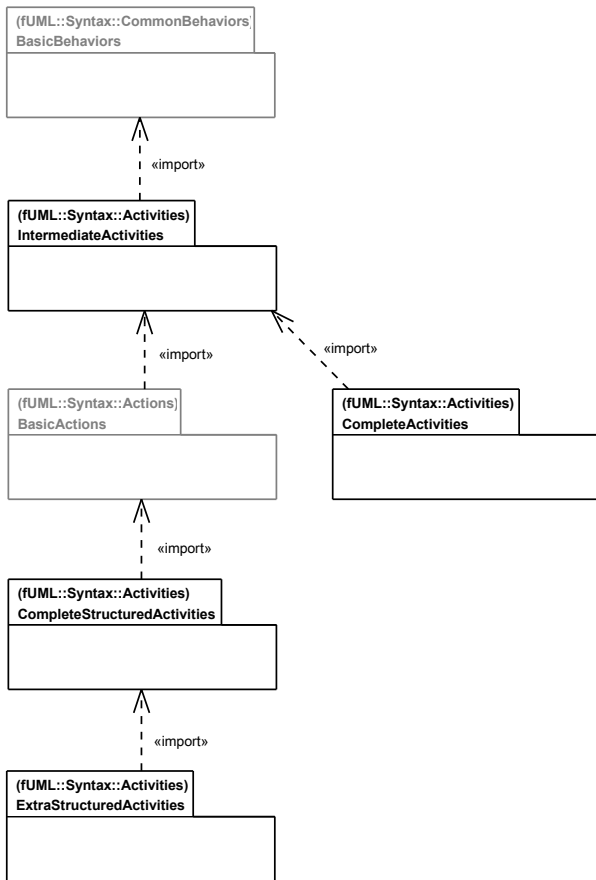 (fUML::Syntax::CommonBehaviors)
BasicBehaviors
«import»
(fUML::Syntax::Activities)
IntermediateActivities
«import»
«import»
(fUML::Syntax::Actions)
BasicActions
(fUML::Syntax::Activities)
CompleteActivities
«import»
(fUML::Syntax::Activities)
CompleteStructuredActivities
«import»
(fUML::Syntax::Activities)
ExtraStructuredActivities